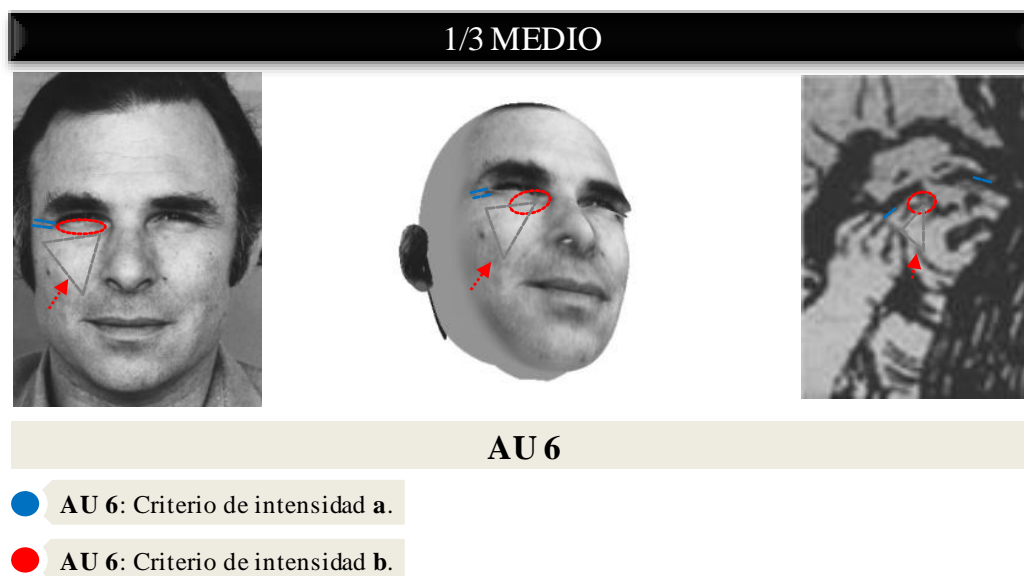 1/3 MEDIO
AU 6
AU 6: Criterio de intensidad a.
AU 6: Criterio de intensidad b.